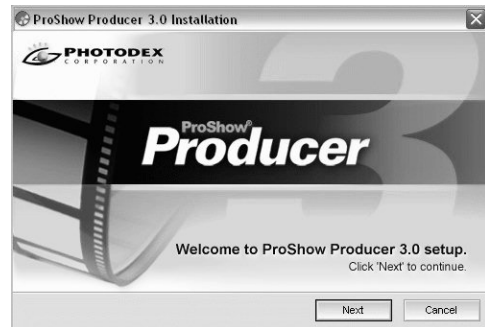 ProShow Producer 3.0 Installation
PHOTODEX
CORPORATION
3
ProShow®
Producer
Welcome to ProShow Producer 3.0 setup.
Click 'Next' to continue.
Next Cancel